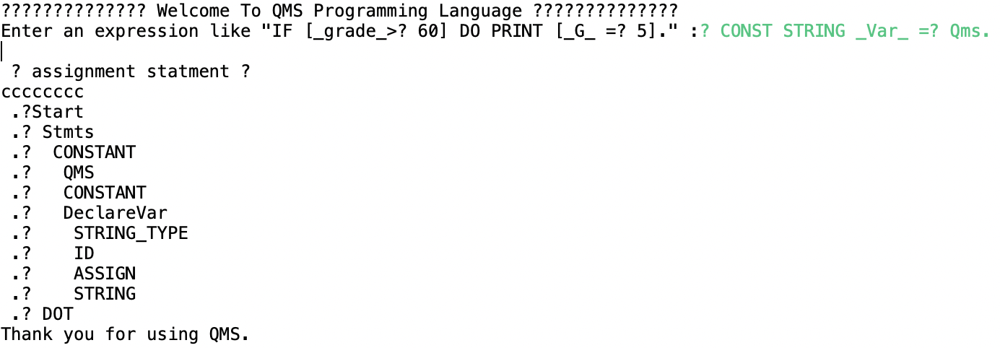 ?????????????? Welcome To QMS Programming Language ??????????????
Enter an expression like "IF [_grade_>? 60] DO PRINT [_G_ =? 5]." :? CONST STRING _Var_ =? Qms.
 ? assignment statment ?
cccccccc
 .?Start
 .? Stmts
 .?  CONSTANT
 .?   QMS
 .?   CONSTANT
 .?   DeclareVar
 .?    STRING_TYPE
 .?    ID
 .?    ASSIGN
 .?    STRING
 .? DOT
Thank you for using QMS.